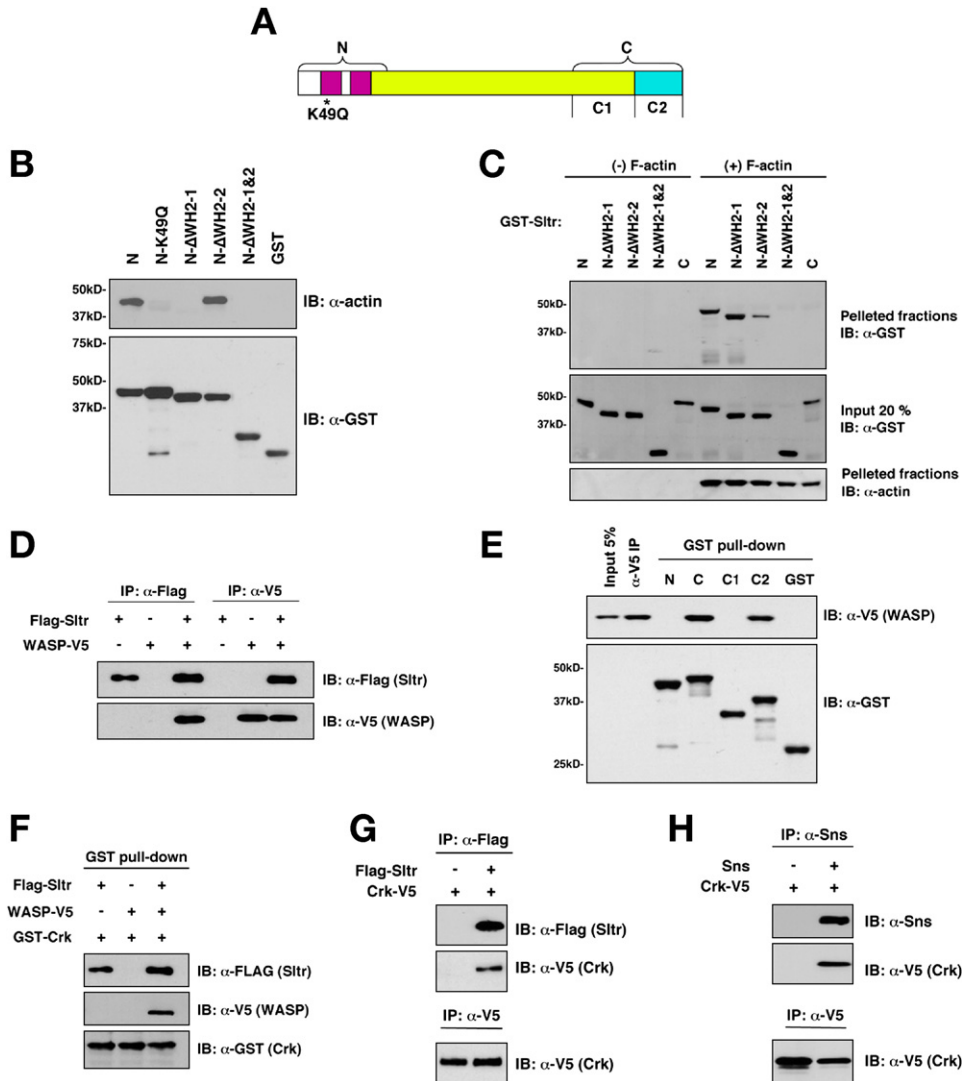 A
N
C
*
K49Q
C1
C2
B
N
N-K49Q
N-ΔWH2-1
N-ΔWH2-2
N-ΔWH2-1&2
GST
50kD-
37kD-
IB: α-actin
75kD-
50kD-
37kD-
IB: α-GST
C
(-) F-actin
(+) F-actin
GST-Sltr:
N
N-ΔWH2-1
N-ΔWH2-2
N-ΔWH2-1&2
C
N
N-ΔWH2-1
N-ΔWH2-2
N-ΔWH2-1&2
C
50kD-
37kD-
Pelleted fractions
IB: α-GST
50kD-
37kD-
Input 20 %
IB: α-GST
Pelleted fractions
IB: α-actin
D
IP: α-Flag IP: α-V5
Flag-Sltr + - + + - +
WASP-V5 - + + - + +
IB: α-Flag (Sltr)
IB: α-V5 (WASP)
E
Input 5%
α-V5 IP
GST pull-down
N C C1 C2 GST
IB: α-V5 (WASP)
50kD-
37kD-
25kD-
IB: α-GST
F
GST pull-down
Flag-Sltr + - +
WASP-V5 - + +
GST-Crk + + +
IB: α-FLAG (Sltr)
IB: α-V5 (WASP)
IB: α-GST (Crk)
G
IP: α-Flag
Flag-Sltr - +
Crk-V5 + +
IB: α-Flag (Sltr)
IB: α-V5 (Crk)
IP: α-V5
IB: α-V5 (Crk)
H
IP: α-Sns
Sns - +
Crk-V5 + +
IB: α-Sns
IB: α-V5 (Crk)
IP: α-V5
IB: α-V5 (Crk)